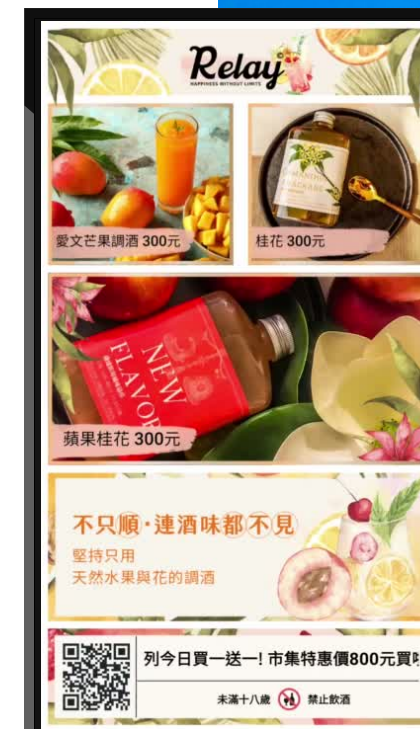 Relay
HAPPINESS WITHOUT LIMITS
愛文芒果調酒 300元
桂花 300元
NEW
FLAVOR
蘋果桂花 300元
不只順·連酒味都不見
堅持只用
天然水果與花的調酒
列今日買一送一! 市集特惠價800元買
未滿十八歲 禁止飲酒